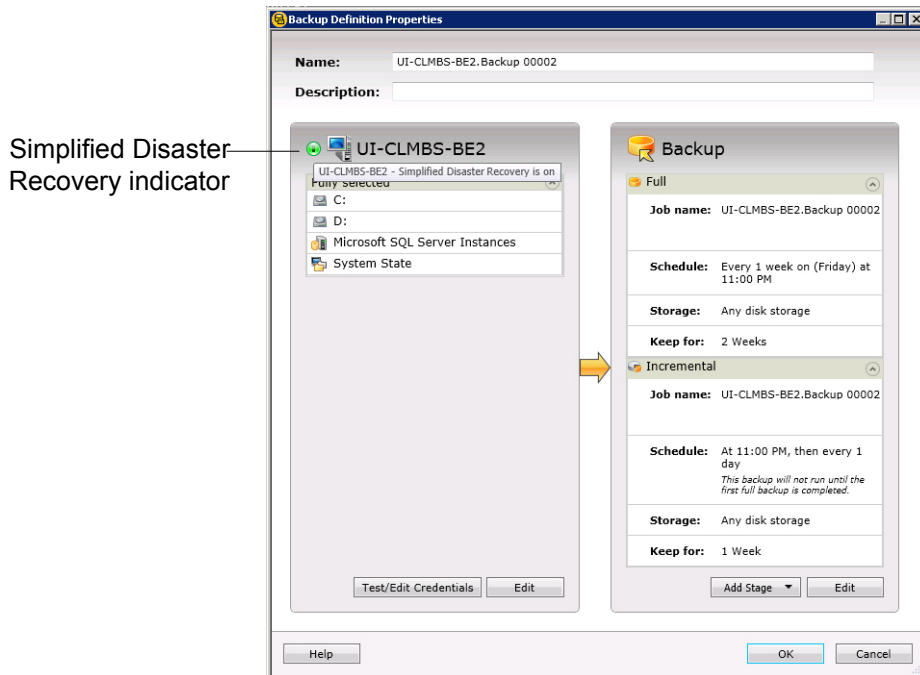 Backup Definition Properties
Name: UI-CLMBS-BE2.Backup 00002
Description:
Simplified Disaster
Recovery indicator
UI-CLMBS-BE2
UI-CLMBS-BE2 - Simplified Disaster Recovery is on
Fully selected
C:
D:
Microsoft SQL Server Instances
System State
Test/Edit Credentials
Edit
Backup
Full
Job name: UI-CLMBS-BE2.Backup 00002
Schedule: Every 1 week on (Friday) at
11:00 PM
Storage: Any disk storage
Keep for: 2 Weeks
Incremental
Job name: UI-CLMBS-BE2.Backup 00002
Schedule: At 11:00 PM, then every 1
day
This backup will not run until the
first full backup is completed.
Storage: Any disk storage
Keep for: 1 Week
Add Stage
Edit
Help
OK
Cancel